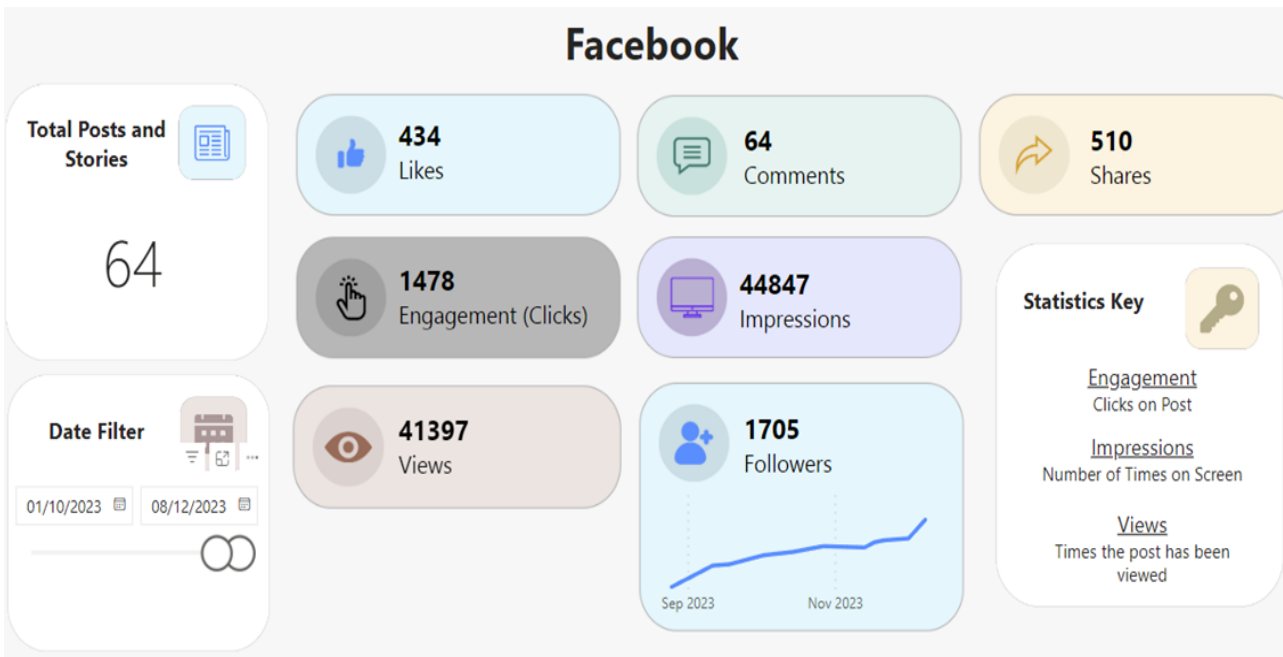 Facebook
Total Posts and
Stories
64
434
Likes
64
Comments
510
Shares
1478
Engagement (Clicks)
44847
Impressions
Statistics Key
Engagement
Clicks on Post
Impressions
Number of Times on Screen
Views
Times the post has been
viewed
Date Filter
01/10/2023
08/12/2023
41397
Views
1705
Followers
Sep 2023
Nov 2023